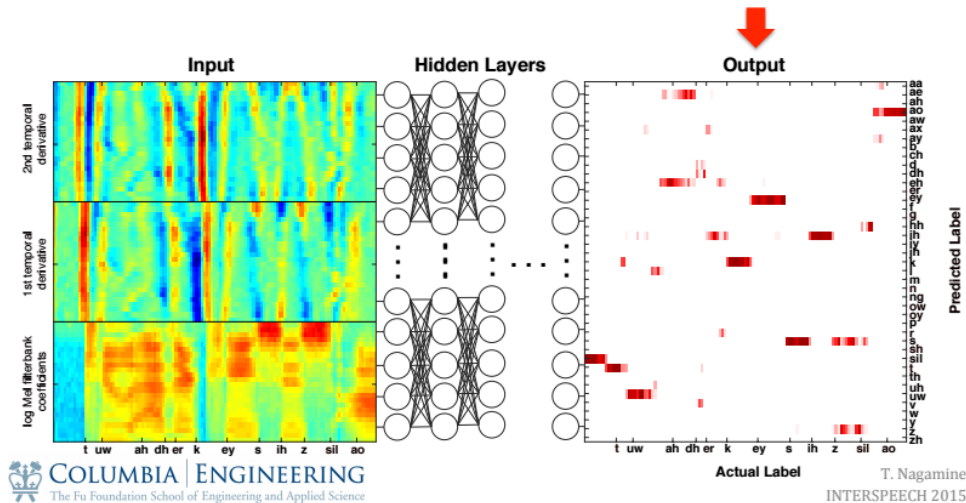 Input
Hidden Layers
Output
2nd temporal
derivative
1st temporal
derivative
log Mel filterbank
coefficients
t uw ah dh er k ey s ih z sil ao
aa
ae
ah
ao
aw
ax
ay
b
ch
d
dh
eh
er
ey
f
g
hh
ih
iy
jh
k
l
m
n
ng
ow
oy
p
r
s
sh
sil
t
th
uh
uw
v
w
y
z
zh
Predicted Label
t uw ah dh er k ey s ih z sil ao
Actual Label
COLUMBIA | ENGINEERING
The Fu Foundation School of Engineering and Applied Science
T. Nagamine
INTERSPEECH 2015